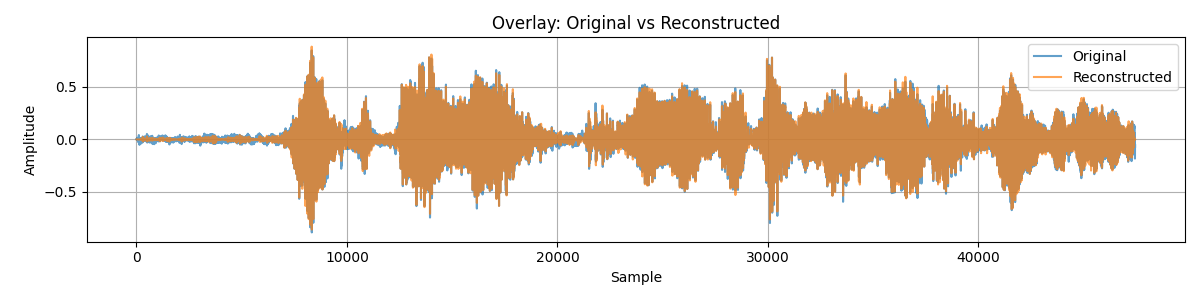 Overlay: Original vs Reconstructed
Original
Reconstructed
0.5
0.0
−0.5
Amplitude
0
10000
20000
30000
40000
Sample